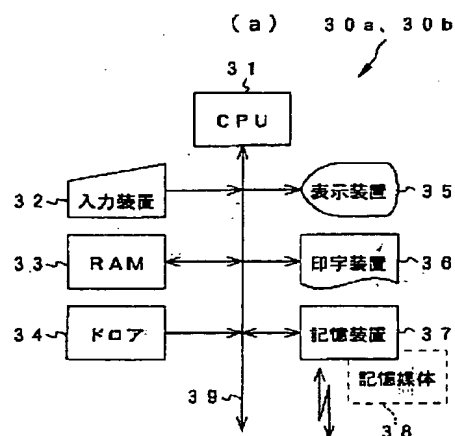 (a) 30a、30b
31
CPU
32 入力装置 表示装置 35
33 RAM 印字装置 36
34 ドロア 記憶装置 37
39 記憶媒体
38